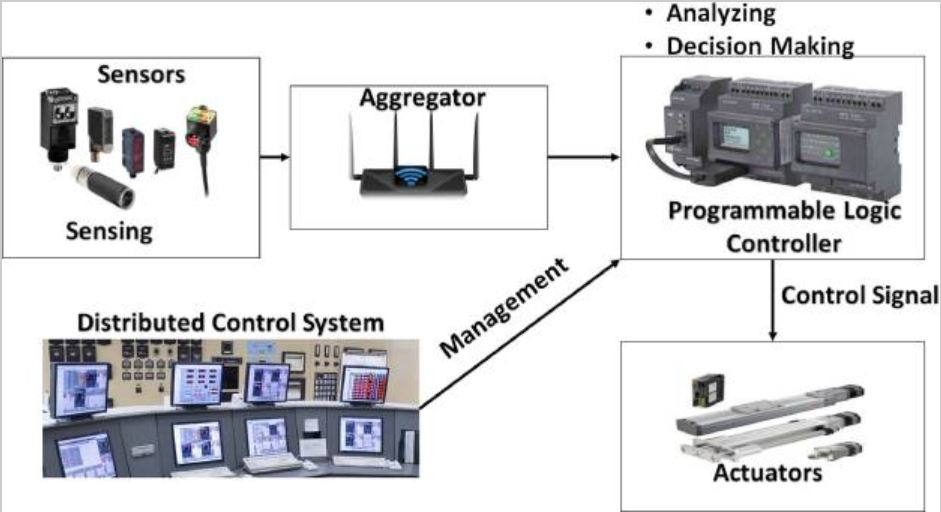 • Analyzing
• Decision Making
Sensors
Sensing
Aggregator
Programmable Logic
Controller
Management
Control Signal
Distributed Control System
Actuators